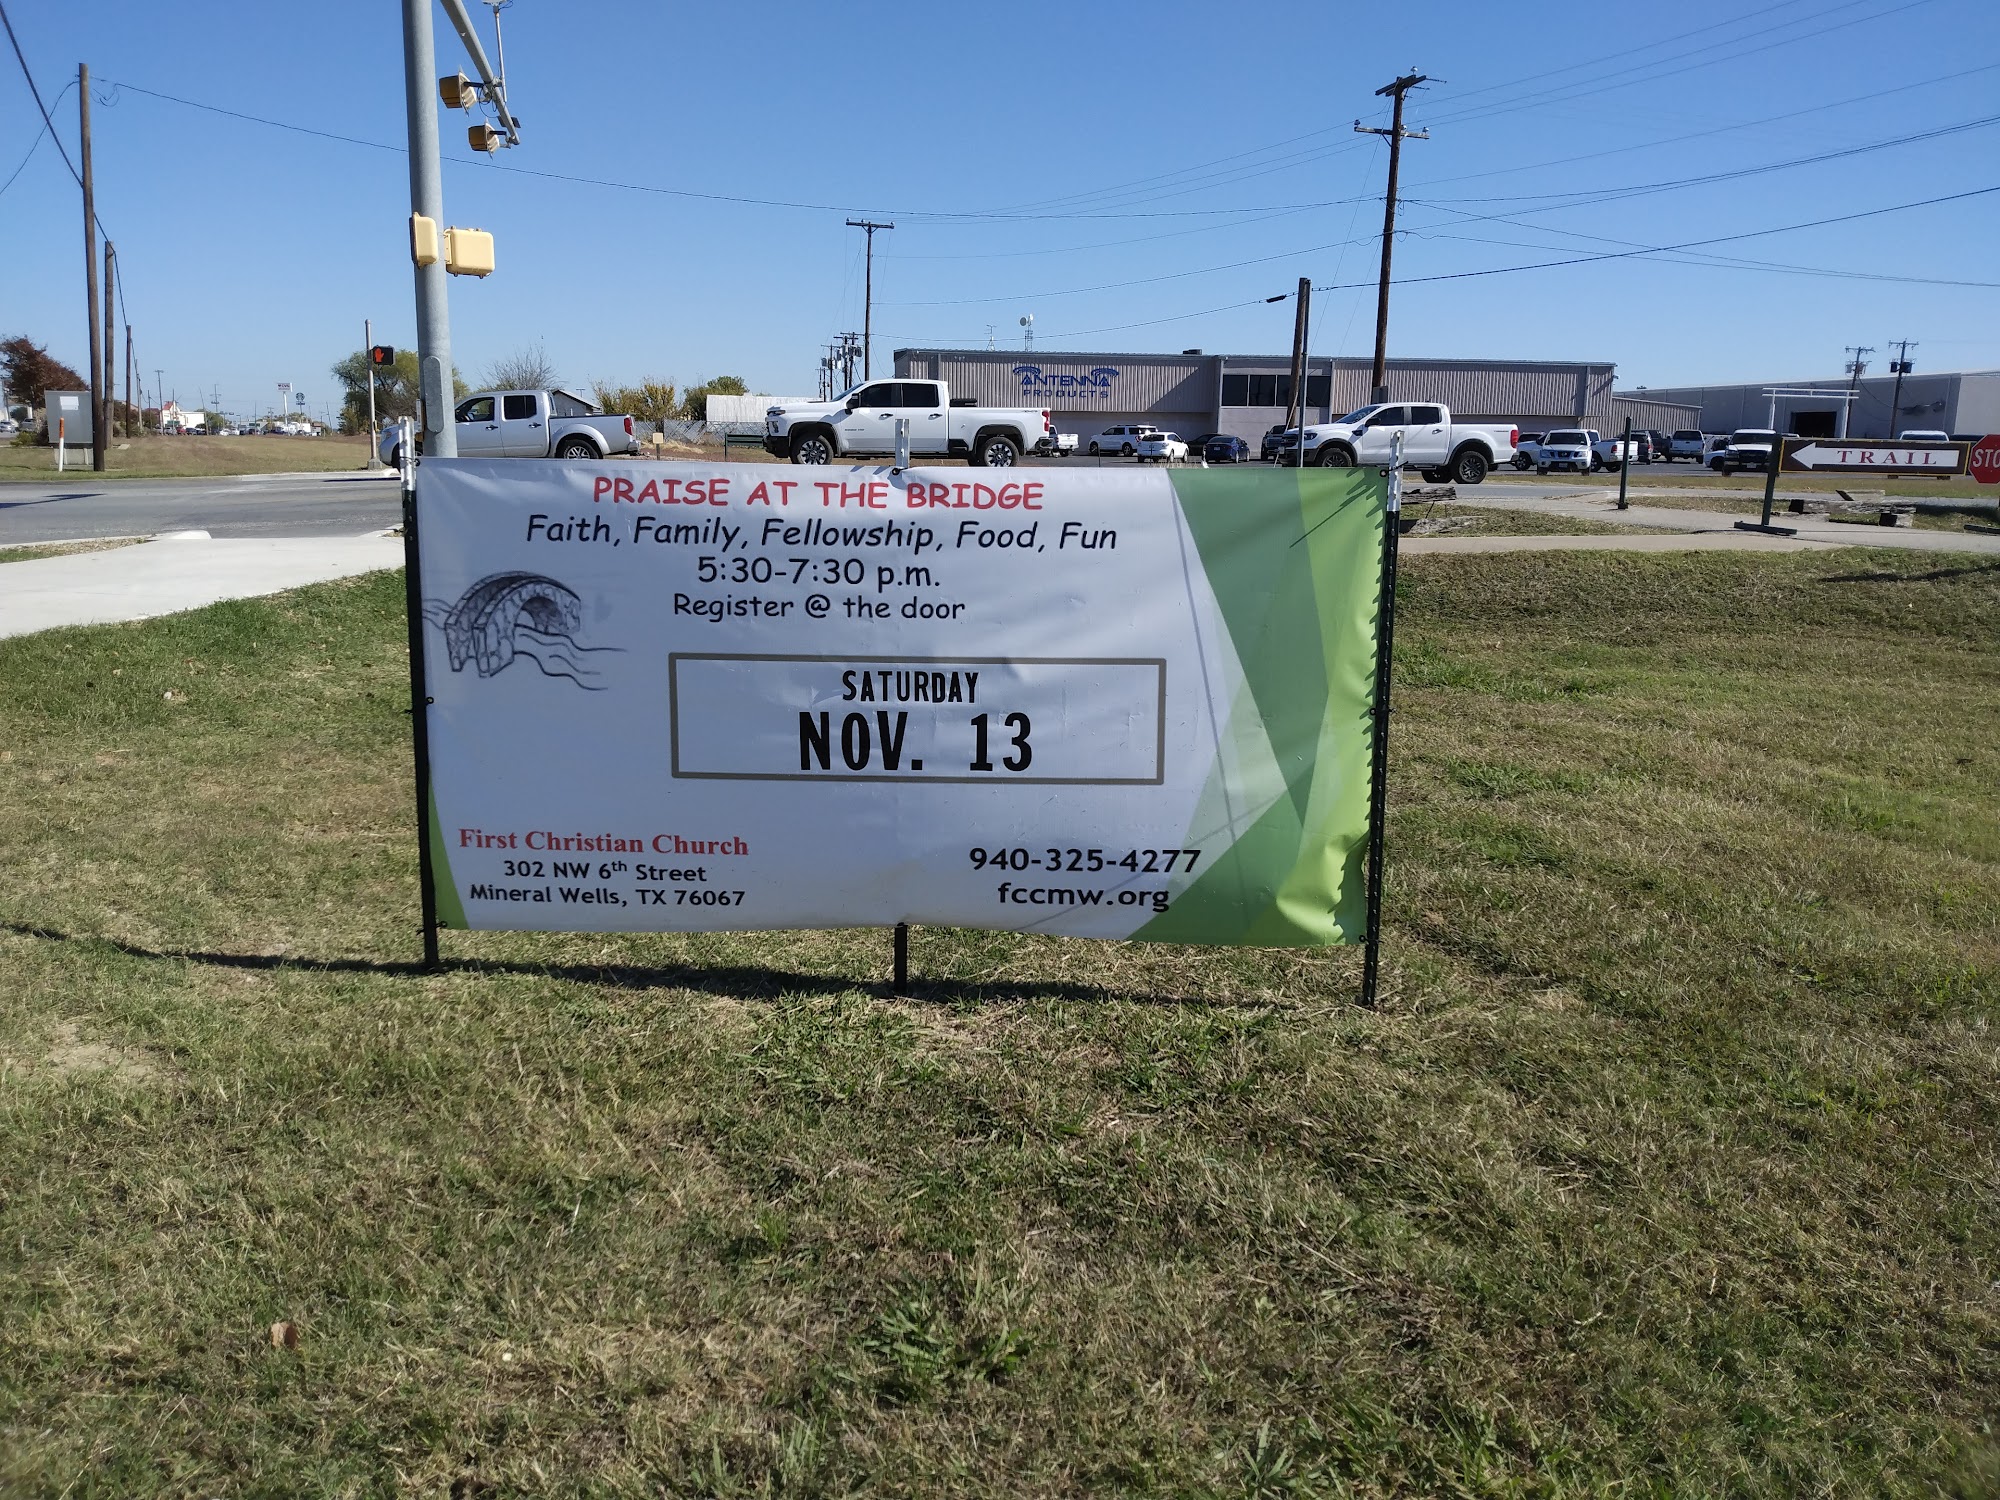 PRAISE AT THE BRIDGE
Faith, Family, Fellowship, Food, Fun
5:30-7:30 p.m.
Register @ the door
SATURDAY
NOV. 13
First Christian Church
302 NW 6th Street
Mineral Wells, TX 76067
940-325-4277
fccmw.org
ANTENNA
PRODUCTS
TRAIL
STO